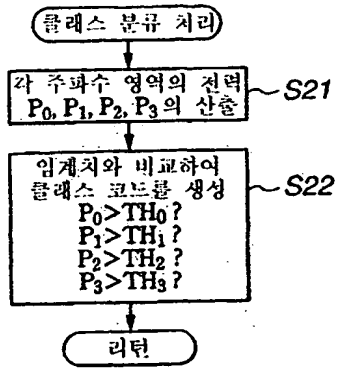 클래스 분류 처리
각 주파수 영역의 전력
P₀, P₁, P₂, P₃의 산출
S21
임계치와 비교하여
클래스 코드를 생성
P₀>TH₀?
P₁>TH₁?
P₂>TH₂?
P₃>TH₃?
S22
리턴